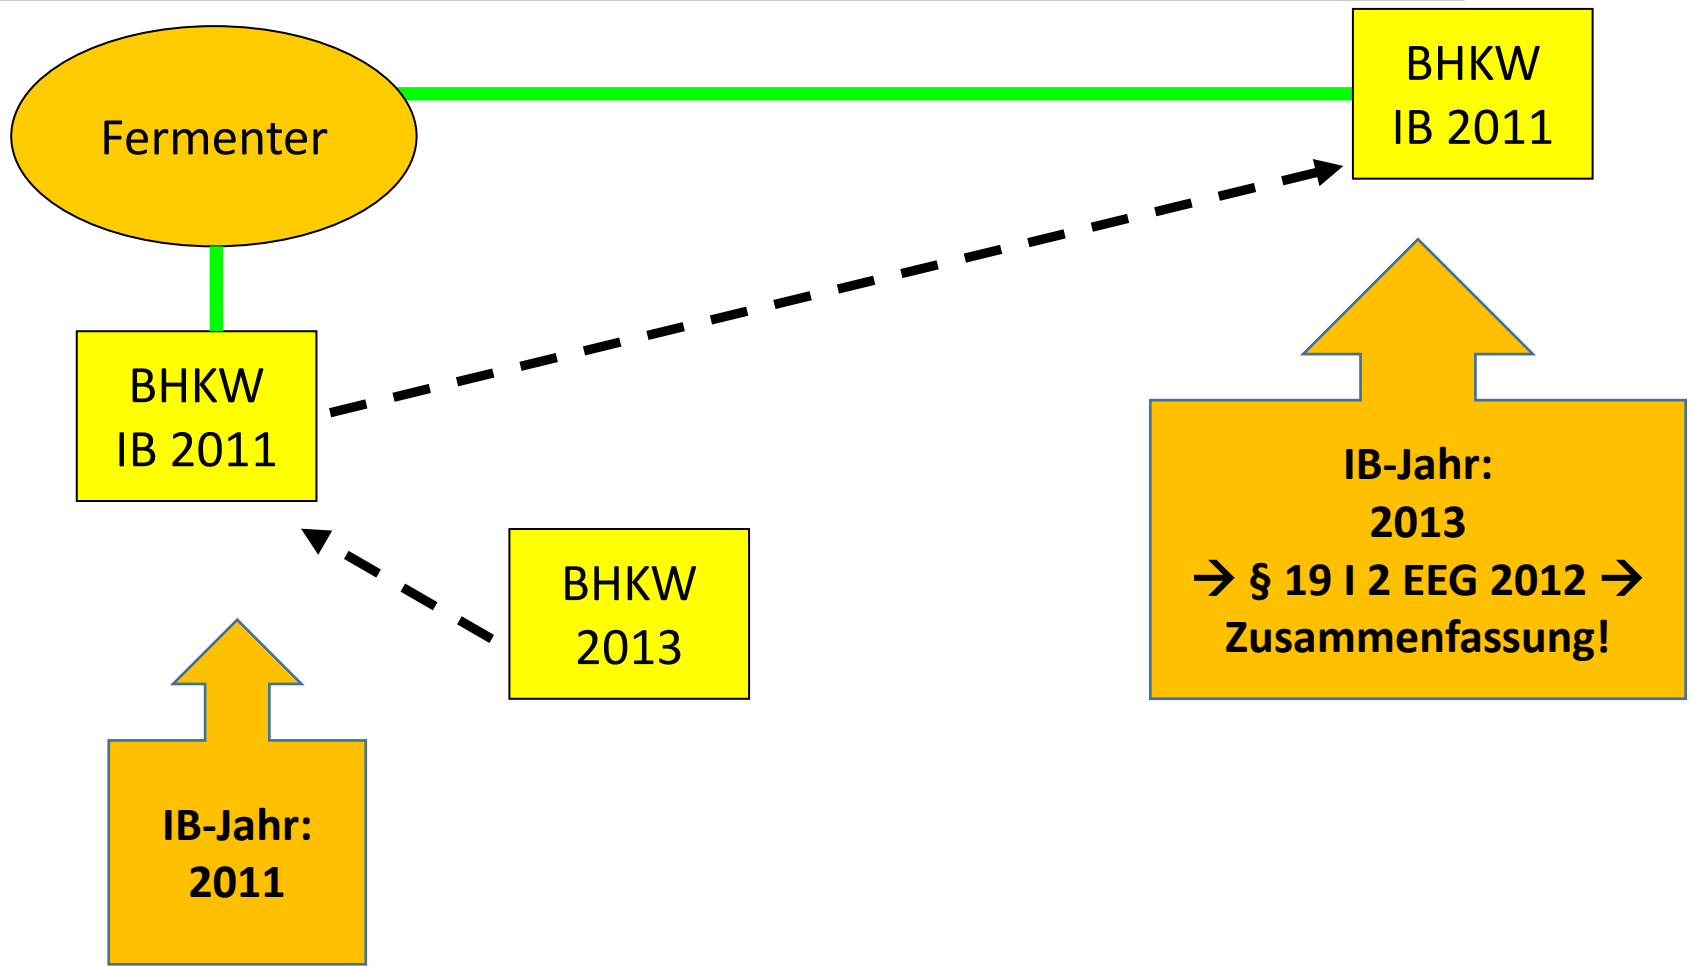 Fermenter
BHKW
IB 2011
BHKW
IB 2011
BHKW
2013
IB-Jahr:
2013
→ § 19 I 2 EEG 2012 →
Zusammenfassung!
IB-Jahr:
2011